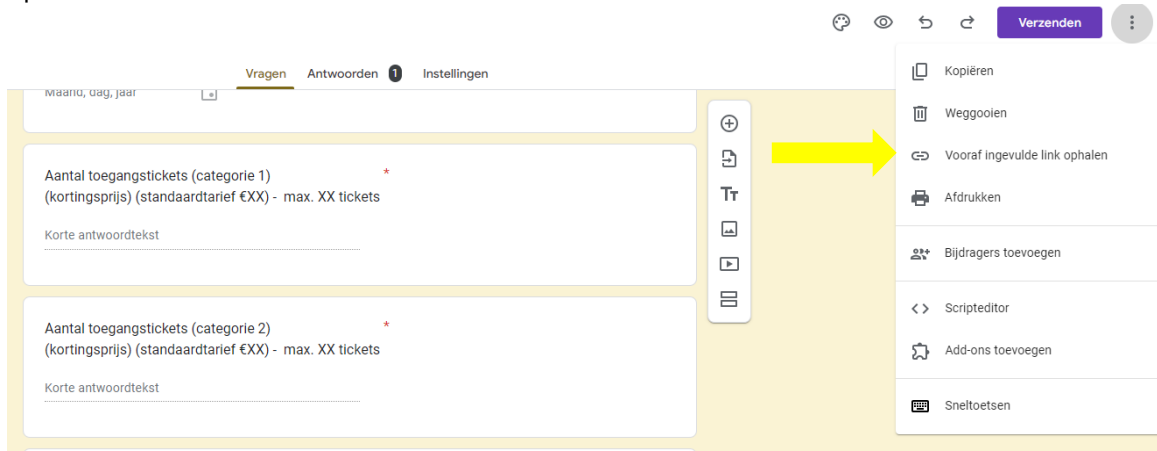 Verzenden
Vragen Antwoorden 1 Instellingen
Maand, dag, jaar
Aantal toegangstickets (categorie 1) *
(kortingsprijs) (standaardtarief €XX) - max. XX tickets
Korte antwoordtekst
Aantal toegangstickets (categorie 2) *
(kortingsprijs) (standaardtarief €XX) - max. XX tickets
Korte antwoordtekst
Tт
Kopiëren
Weggooien
Vooraf ingevulde link ophalen
Afdrukken
Bijdragers toevoegen
Scripteditor
Add-ons toevoegen
Sneltoetsen